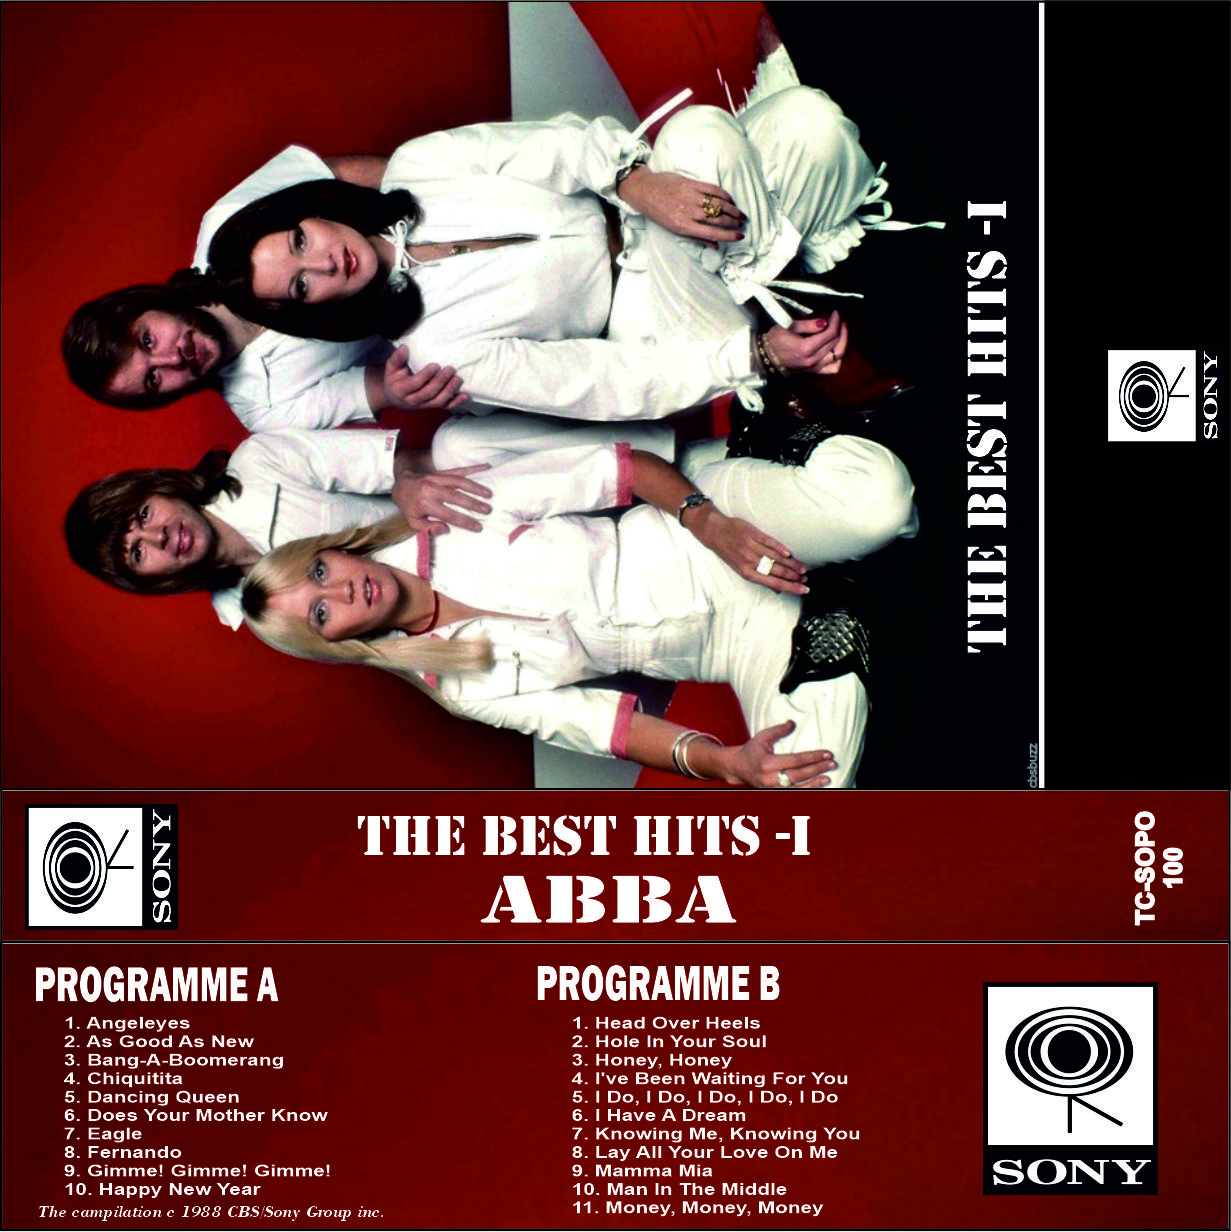 THE BEST HITS -I
SONY
cbsbuzz
SONY
THE BEST HITS -I
ABBA
TC-SOPO
100
PROGRAMME A
1. Angeleyes
2. As Good As New
3. Bang-A-Boomerang
4. Chiquitita
5. Dancing Queen
6. Does Your Mother Know
7. Eagle
8. Fernando
9. Gimme! Gimme! Gimme!
10. Happy New Year
The campilation c 1988 CBS/Sony Group inc.
PROGRAMME B
1. Head Over Heels
2. Hole In Your Soul
3. Honey, Honey
4. I've Been Waiting For You
5. I Do, I Do, I Do, I Do, I Do
6. I Have A Dream
7. Knowing Me, Knowing You
8. Lay All Your Love On Me
9. Mamma Mia
10. Man In The Middle
11. Money, Money, Money
SONY